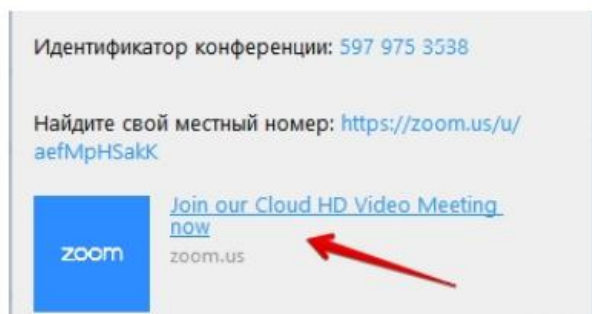 Идентификатор конференции: 597 975 3538
Найдите свой местный номер: https://zoom.us/u/
aefMpHSakK
Join our Cloud HD Video Meeting
now
zoom
zoom.us